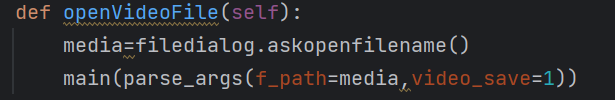 def openVideoFile(self):
media=filedialog.askopenfilename()
main(parse_args(f_path=media,video_save=1))